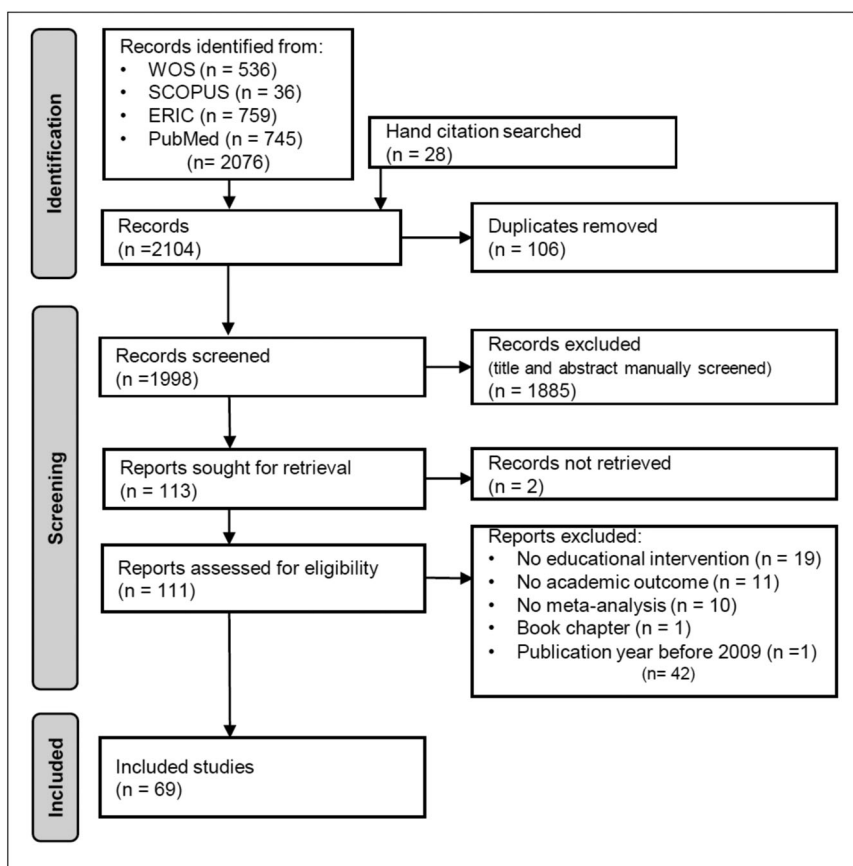 Identification
Records identified from:
• WOS (n = 536)
• SCOPUS (n = 36)
• ERIC (n = 759)
• PubMed (n = 745)
(n= 2076)
Hand citation searched
(n = 28)
Records
(n =2104)
Duplicates removed
(n = 106)
Screening
Records screened
(n =1998)
Records excluded
(title and abstract manually screened)
(n = 1885)
Reports sought for retrieval
(n = 113)
Records not retrieved
(n = 2)
Reports assessed for eligibility
(n = 111)
Reports excluded:
• No educational intervention (n = 19)
• No academic outcome (n = 11)
• No meta-analysis (n = 10)
• Book chapter (n = 1)
• Publication year before 2009 (n =1)
(n= 42)
Included
Included studies
(n = 69)